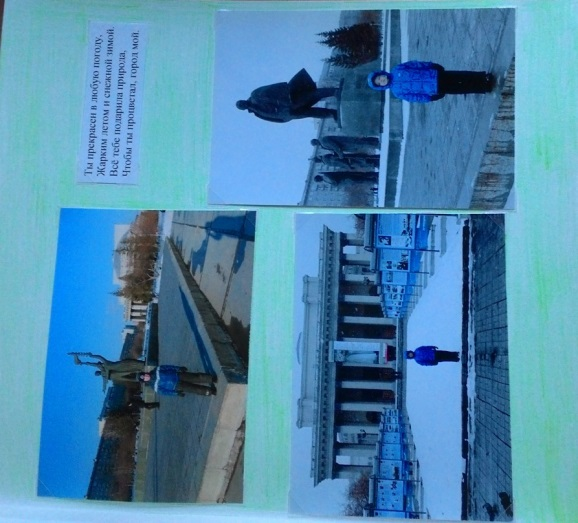 Ты прекрасен в любую погоду,
Жарким летом и снежной зимой.
Всё тебе подарила природа,
Чтобы ты процветал, город мой.